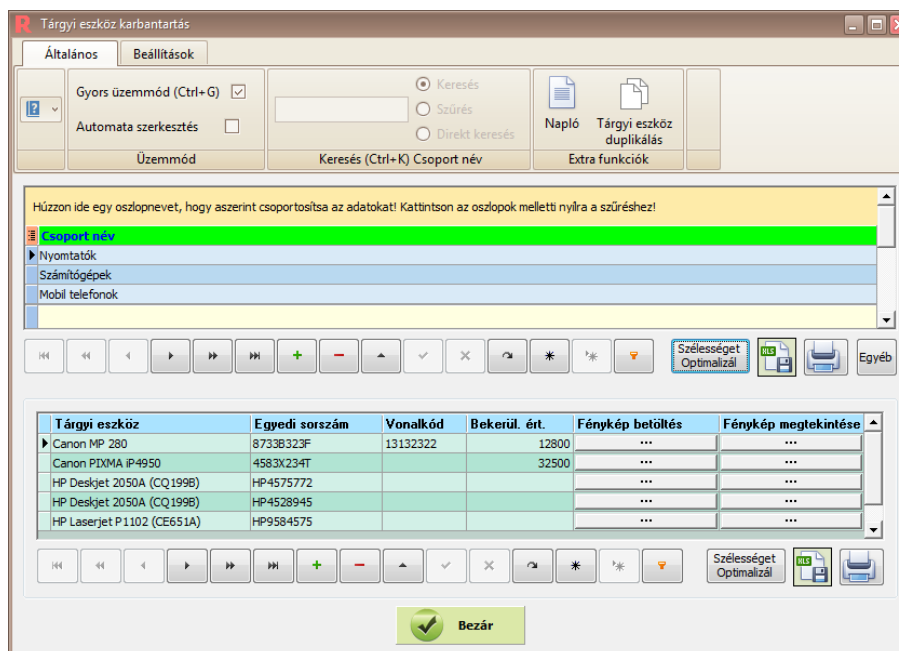 R Tárgyi eszköz karbantartás
Általános Beállítások
Gyors üzemmód (Ctrl+G)
Automata szerkesztés
Üzemmód
Keresés
Szűrés
Direkt keresés
Keresés (Ctrl+K) Csoport név
Napló
Tárgyi eszköz
duplikálás
Extra funkciók
Húzzon ide egy oszlopnevet, hogy aszerint csoportosítsa az adatokat! Kattintson az oszlopok melletti nyílra a szűréshez!
Csoport név
Nyomtatók
Számítógépek
Mobil telefonok
Szélességet
Optimalizál
XLS
Egyéb
Tárgyi eszköz Egyedi sorszám Vonalkód Bekerül. ért. Fénykép betöltés Fénykép megtekintése
Canon MP 280 8733B323F 13132322 12800 ... ...
Canon PIXMA iP4950 4583X234T 32500 ... ...
HP Deskjet 2050A (CQ199B) HP4575772 ... ...
HP Deskjet 2050A (CQ199B) HP4528945 ... ...
HP Laserjet P1102 (CE651A) HP9584575 ... ...
Szélességet
Optimalizál
XLS
Bezár